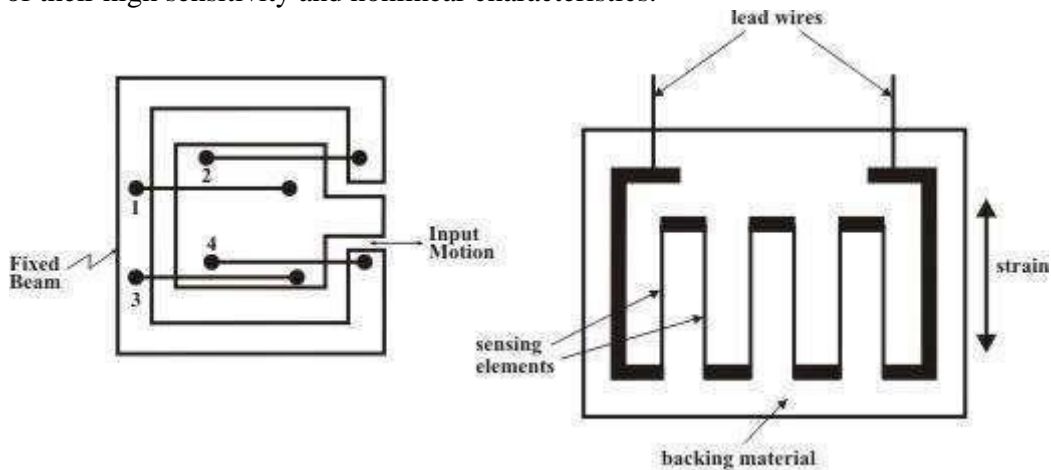 of their high sensitivity and nonlinear characteristics.
lead wires
2
1
4
3
Fixed
Beam
Input
Motion
strain
sensing
elements
backing material